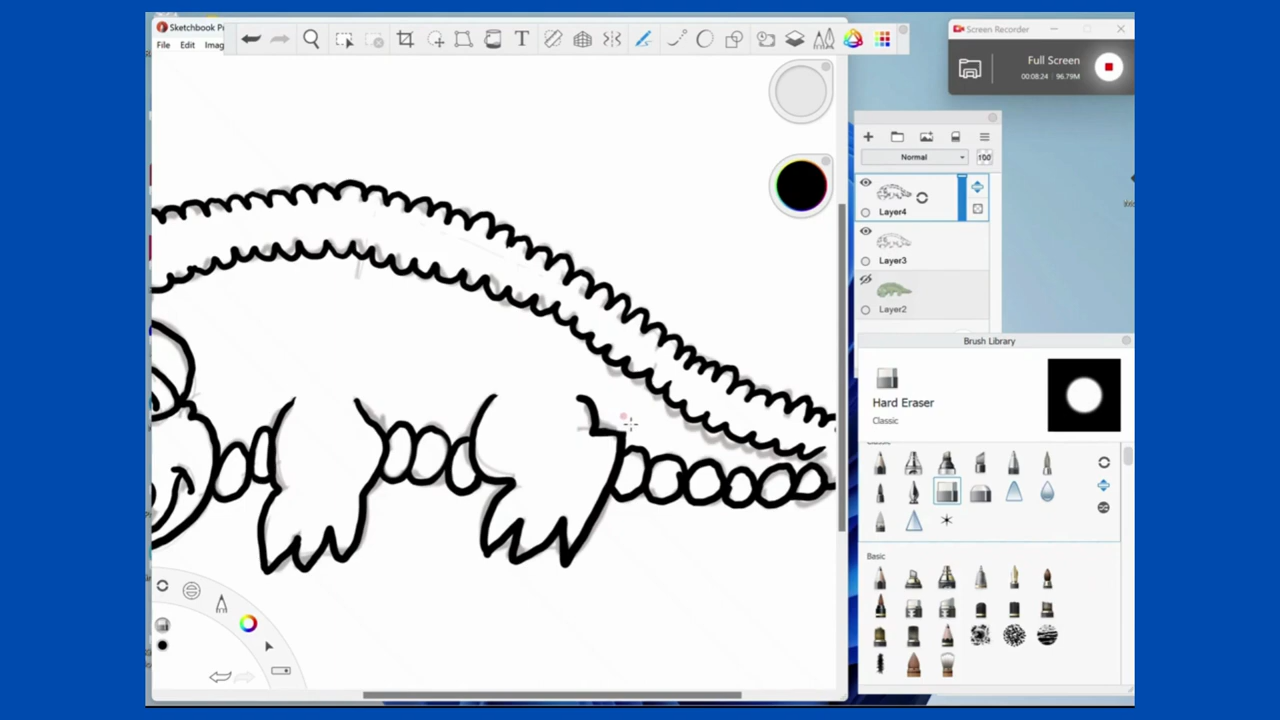 Sketchbook P
File Edit Imag
T
Screen Recorder
Full Screen
00:08:24 | 96.79M
Normal
100
Layer4
Layer3
Layer2
Brush Library
Hard Eraser
Classic
Classic
Basic